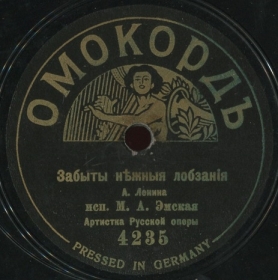 ОМОКОРДЪ
Забыты нѣжныя лобзанія
А. Ленина
исп. М. А. Эмская
Артистка Русской оперы
4235
PRESSED IN GERMANY